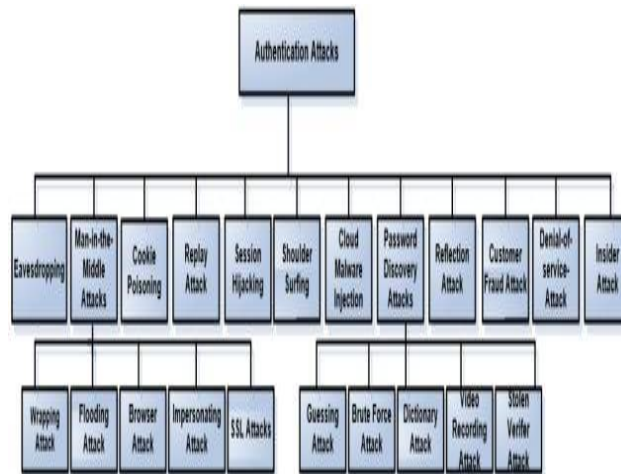 Authentication Attacks
Eavesdropping
Man-in-the-
Middle
Attacks
Cookie
Poisoning
Replay
Attack
Session
Hijacking
Shoulder
Surfing
Cloud
Malware
Injection
Password
Discovery
Attacks
Reflection
Attack
Customer
Fraud Attack
Denial-of-
service-
Attack
Insider
Attack
Wrapping
Attack
Flooding
Attack
Browser
Attack
Impersonating
Attack
SSL Attacks
Guessing
Attack
Brute Force
Attack
Dictionary
Attack
Video
Recording
Attack
Stolen
Verifer
Attack